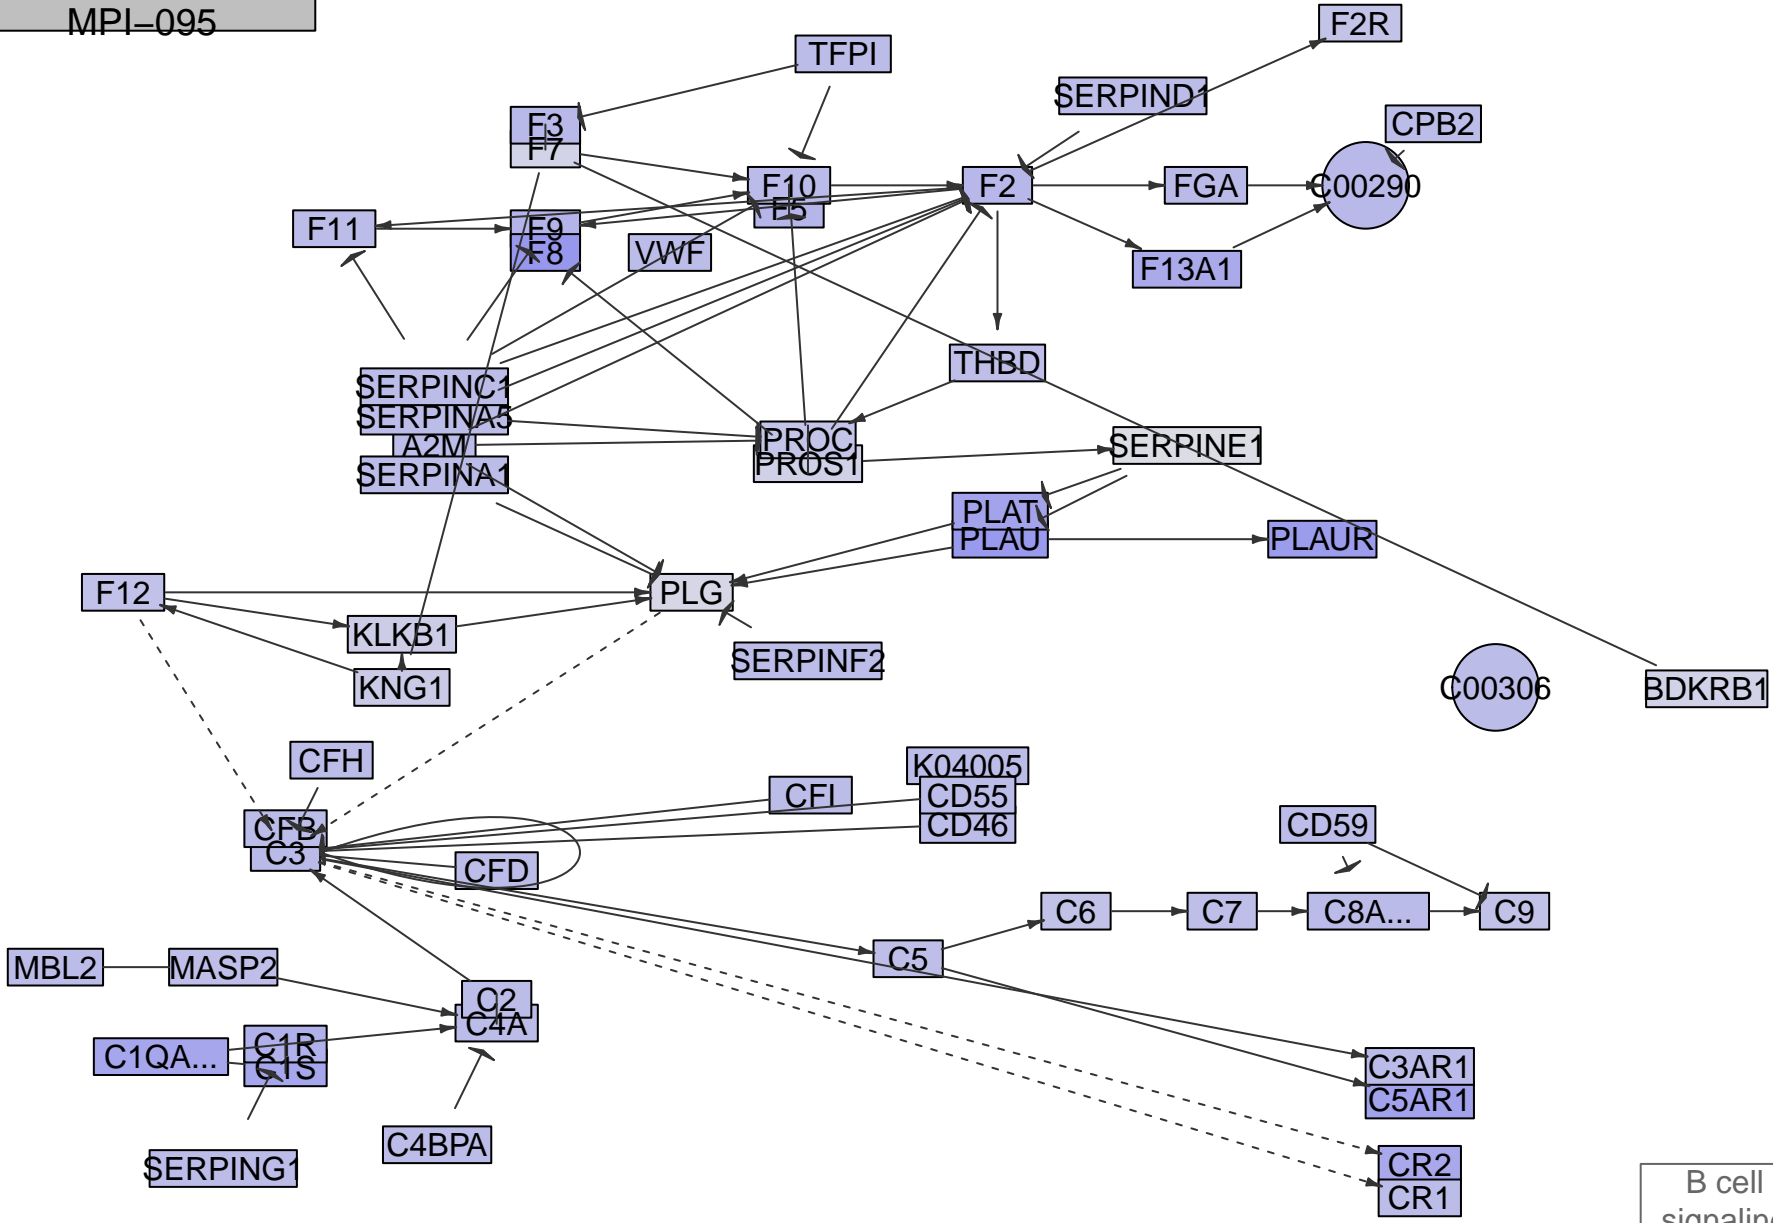 MPI–095
F2R
TFPI
SERPIND1
CPB2
F3
F7
F10
F5
F2
FGA
C00290
F11
F9
F8
VWF
F13A1
THBD
SERPINC1
SERPINA5
A2M
SERPINA1
PROC
PROS1
SERPINE1
PLAT
PLAU
PLAUR
F12
PLG
KLKB1
SERPINF2
KNG1
C00306
BDKRB1
CFH
K04005
CFI
CD55
CD46
CFB
C3
CFD
CD59
C6
C7
C8A...
C9
C5
MBL2
MASP2
C2
C4A
C1QA...
C1R
C1S
C3AR1
C5AR1
C4BPA
SERPING1
CR2
CR1
B cell
signaling